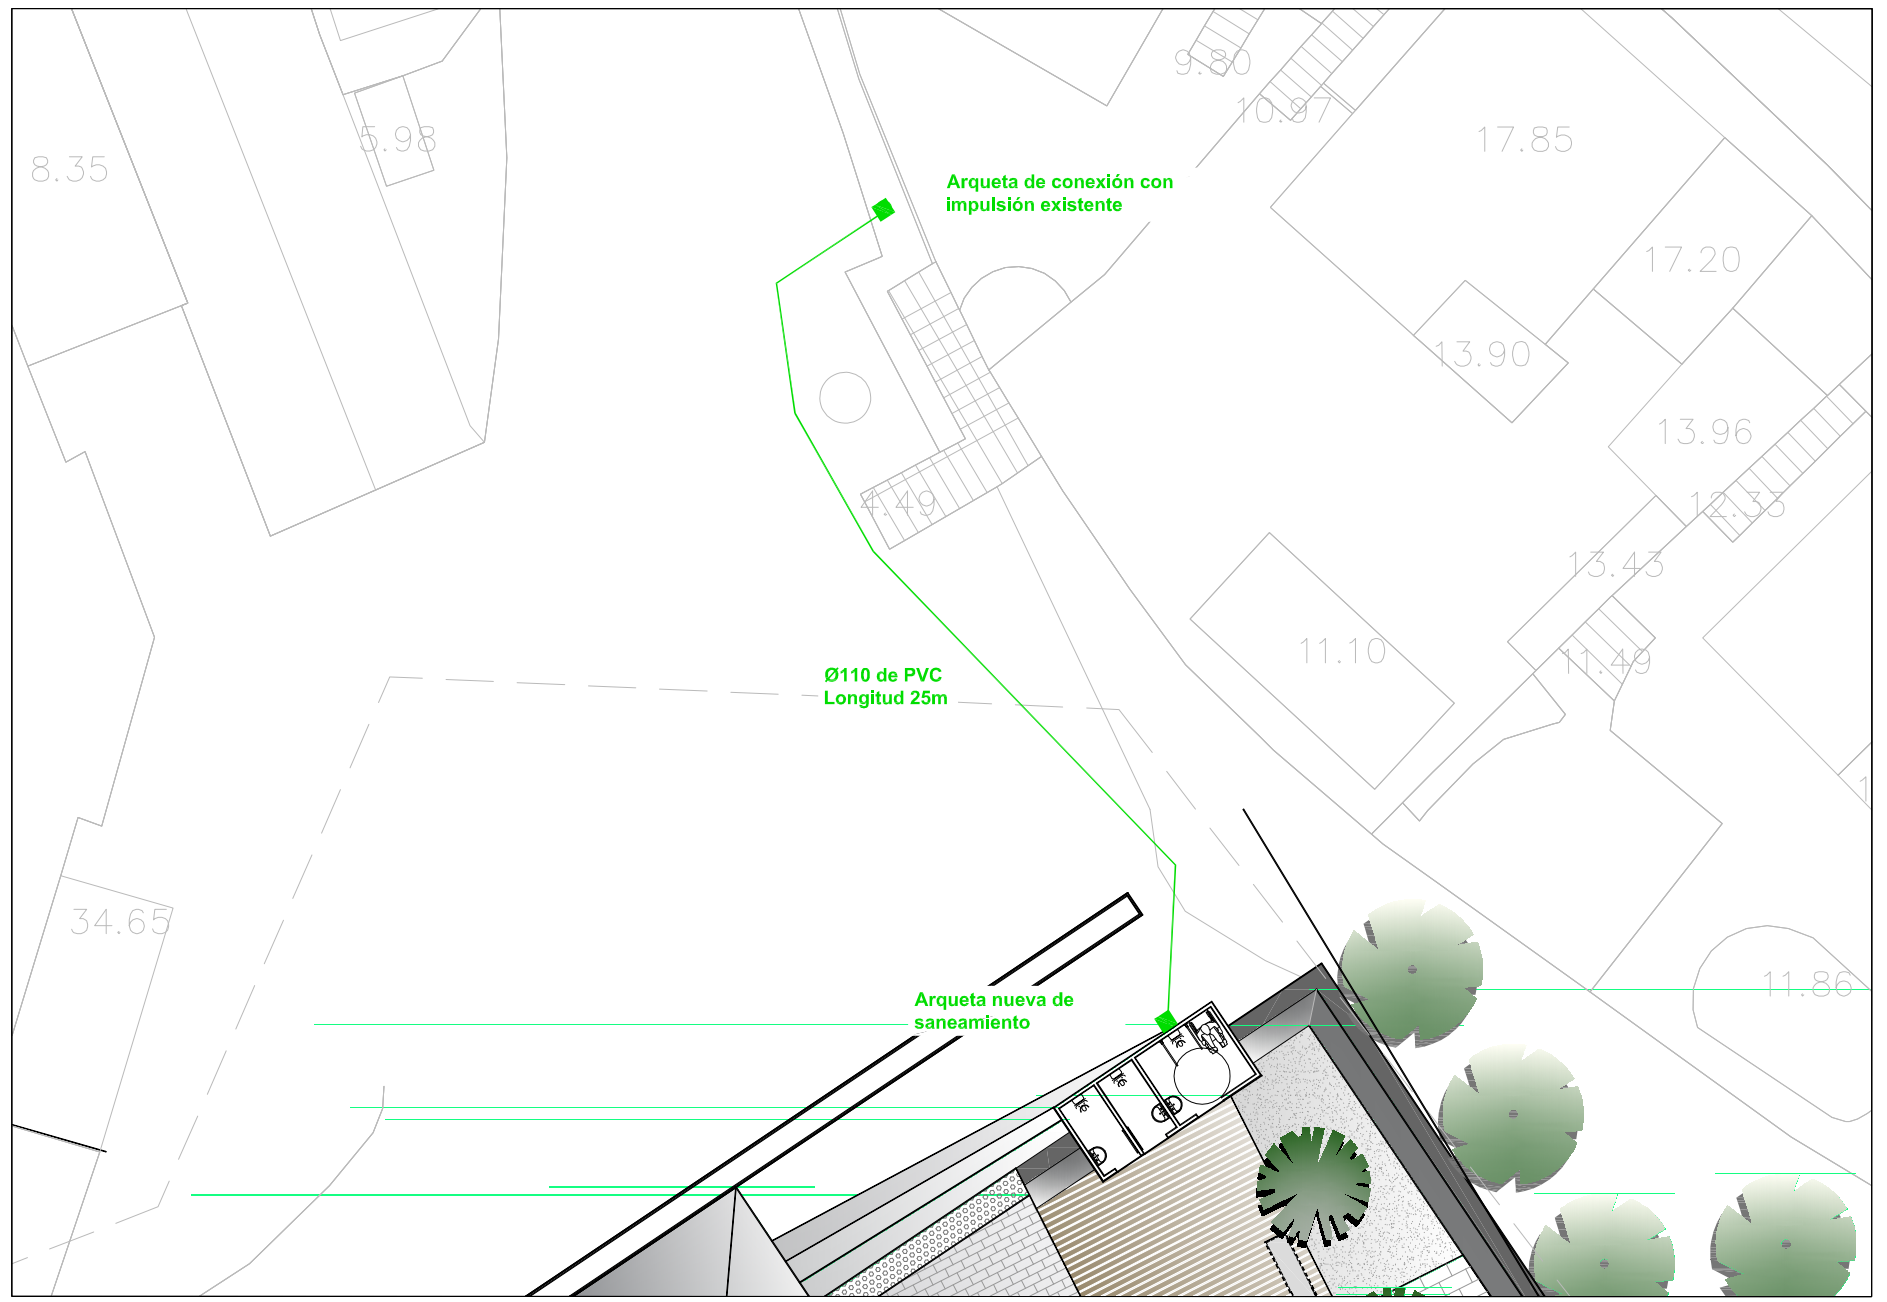 9.80
10.97
17.85
5.98
8.35
Arqueta de conexión con
impulsión existente
17.20
13.90
13.96
4.49
12.33
13.43
11.10
11.49
Ø110 de PVC
Longitud 25m
34.65
11.86
Arqueta nueva de
saneamiento